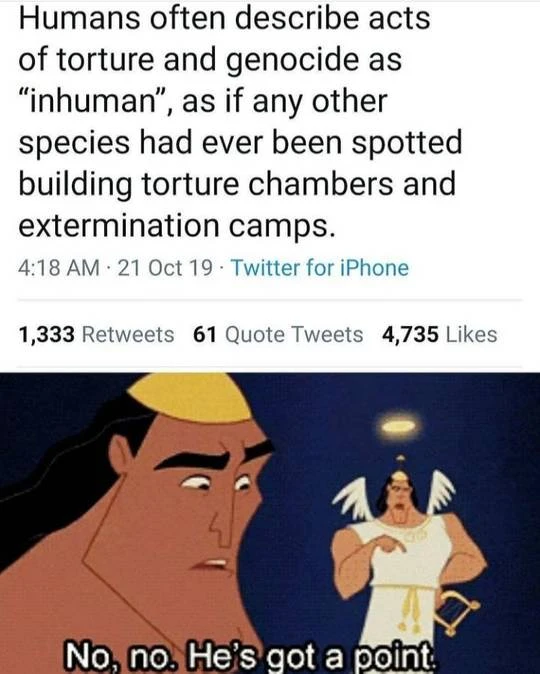 Humans often describe acts
of torture and genocide as
“inhuman”, as if any other
species had ever been spotted
building torture chambers and
extermination camps.
4:18 AM · 21 Oct 19 · Twitter for iPhone
1,333 Retweets 61 Quote Tweets 4,735 Likes
No, no. He's got a point.